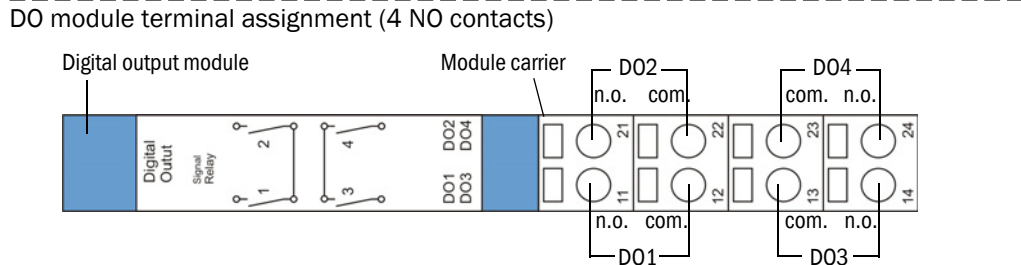 DO module terminal assignment (4 NO contacts)
Digital output module
Module carrier
DO2
DO4
n.o. com.
com. n.o.
Digital
Outut
Signal
Relay
2
4
1
3
DO2
DO4
DO1
DO3
21
22
23
24
11
12
13
14
n.o. com.
com. n.o.
DO1
DO3